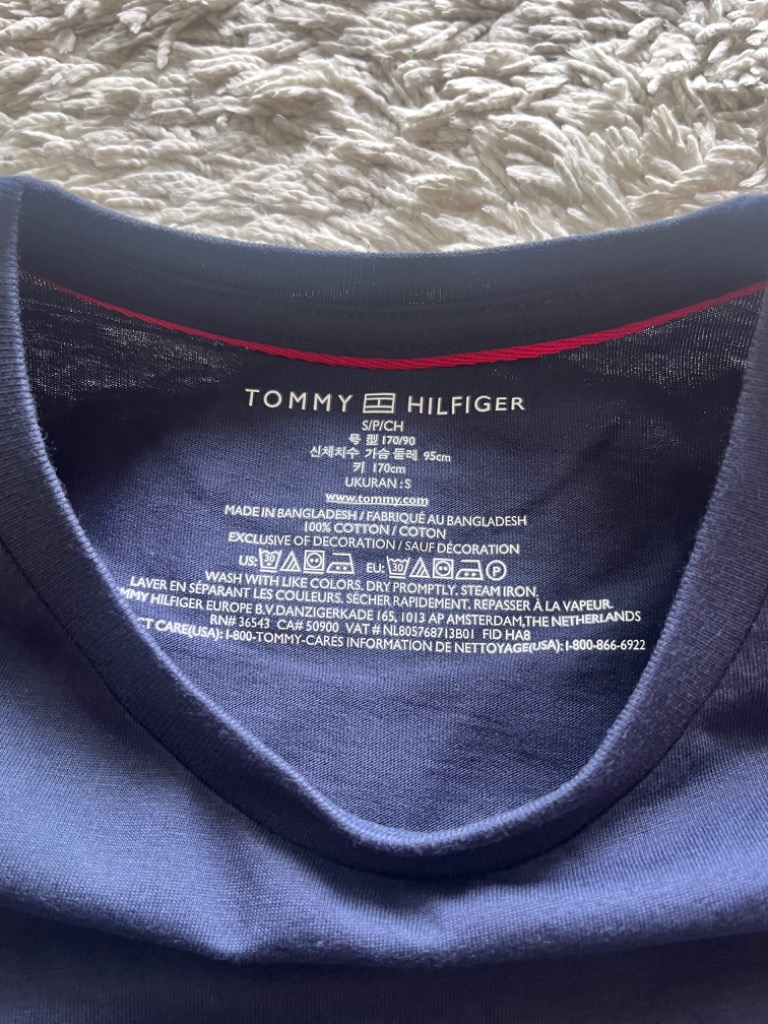 TOMMY HILFIGER
S/P/CH
号 型 170/90
신체치수 가슴 둘레 95cm
키 170cm
UKURAN : S
www.tommy.com
MADE IN BANGLADESH / FABRIQUÉ AU BANGLADESH
100% COTTON / COTON
EXCLUSIVE OF DECORATION / SAUF DÉCORATION
US: 30 EU: 30 P
WASH WITH LIKE COLORS. DRY PROMPTLY. STEAM IRON.
LAVER EN SÉPARANT LES COULEURS. SÉCHER RAPIDEMENT. REPASSER À LA VAPEUR.
MMY HILFIGER EUROPE B.V. DANZIGERKADE 165, 1013 AP AMSTERDAM, THE NETHERLANDS
RN# 36543 CA# 50900 VAT # NL805768713B01 FID HA8
CT CARE(USA): 1-800-TOMMY-CARES INFORMATION DE NETTOYAGE(USA): 1-800-866-6922